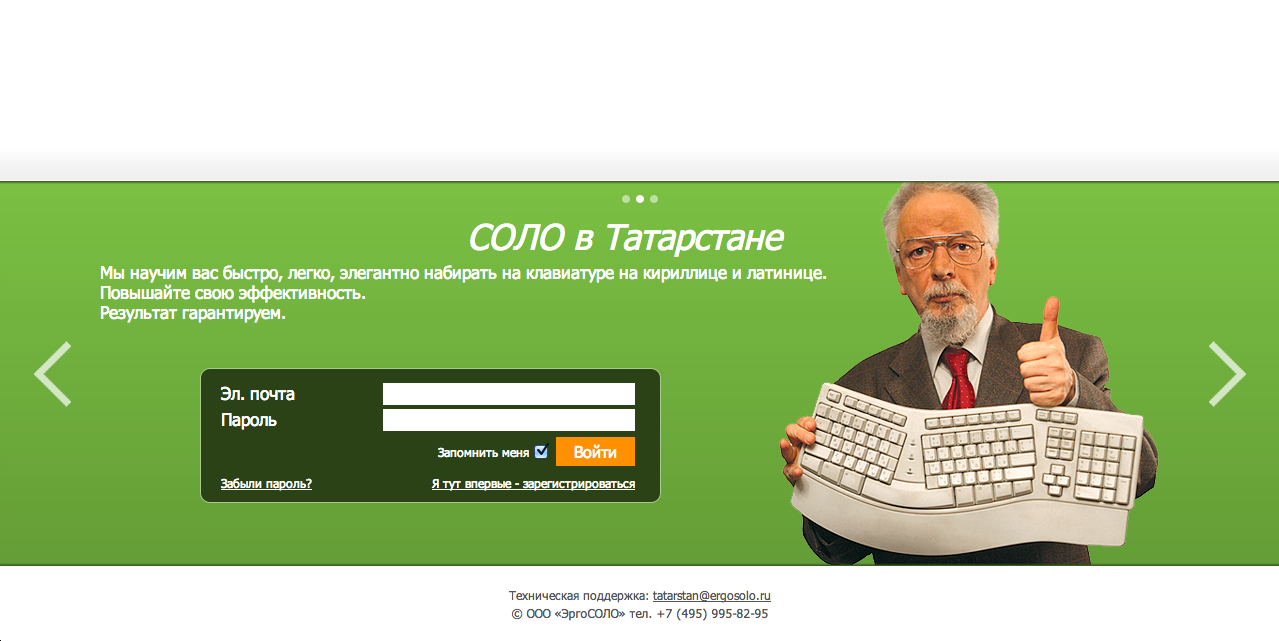 СОЛО в Татарстане
Мы научим вас быстро, легко, элегантно набирать на клавиатуре на кириллице и латинице.
Повышайте свою эффективность.
Результат гарантируем.
Эл. почта
Пароль
Запомнить меня
Войти
Забыли пароль?
Я тут впервые - зарегистрироваться
Техническая поддержка: tatarstan@ergosolo.ru
© ООО «ЭргоСОЛО» тел. +7 (495) 995-82-95